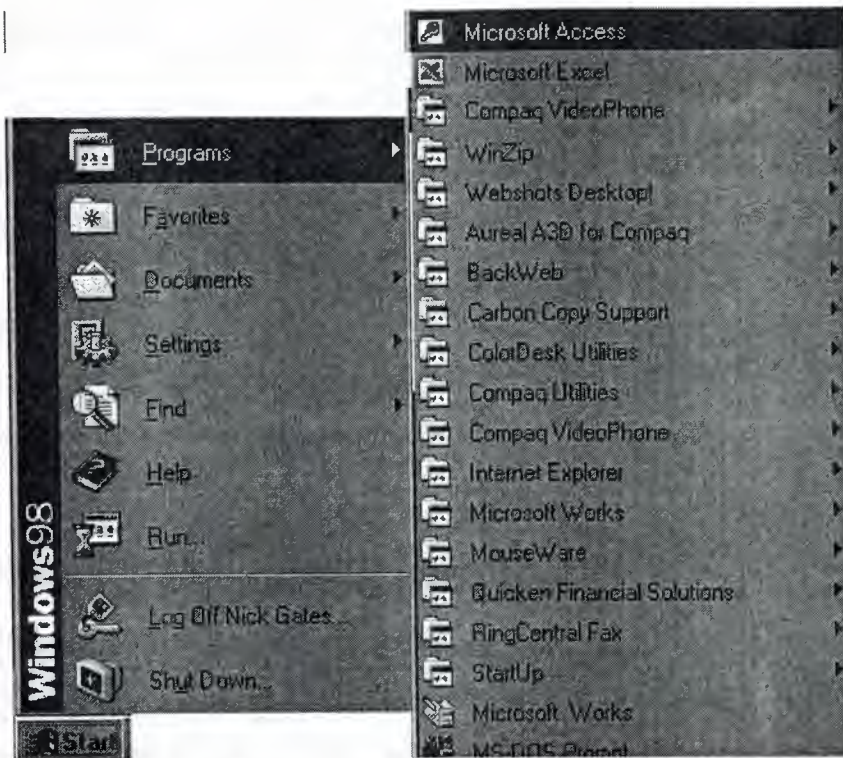 Programs
Favorites
Documents
Settings
Find
Help
Run...
Log Off Nick Gates...
Shut Down...
Windows98
Start
Microsoft Access
Microsoft Excel
Compaq VideoPhone
WinZip
Webshots Desktop
Aureal A3D for Compaq
BackWeb
Carbon Copy Support
ColorDesk Utilities
Compaq Utilities
Compaq VideoPhone
Internet Explorer
Microsoft Works
MouseWare
Quicken Financial Solutions
RingCentral Fax
StartUp
Microsoft Works
MS-DOS Prompt